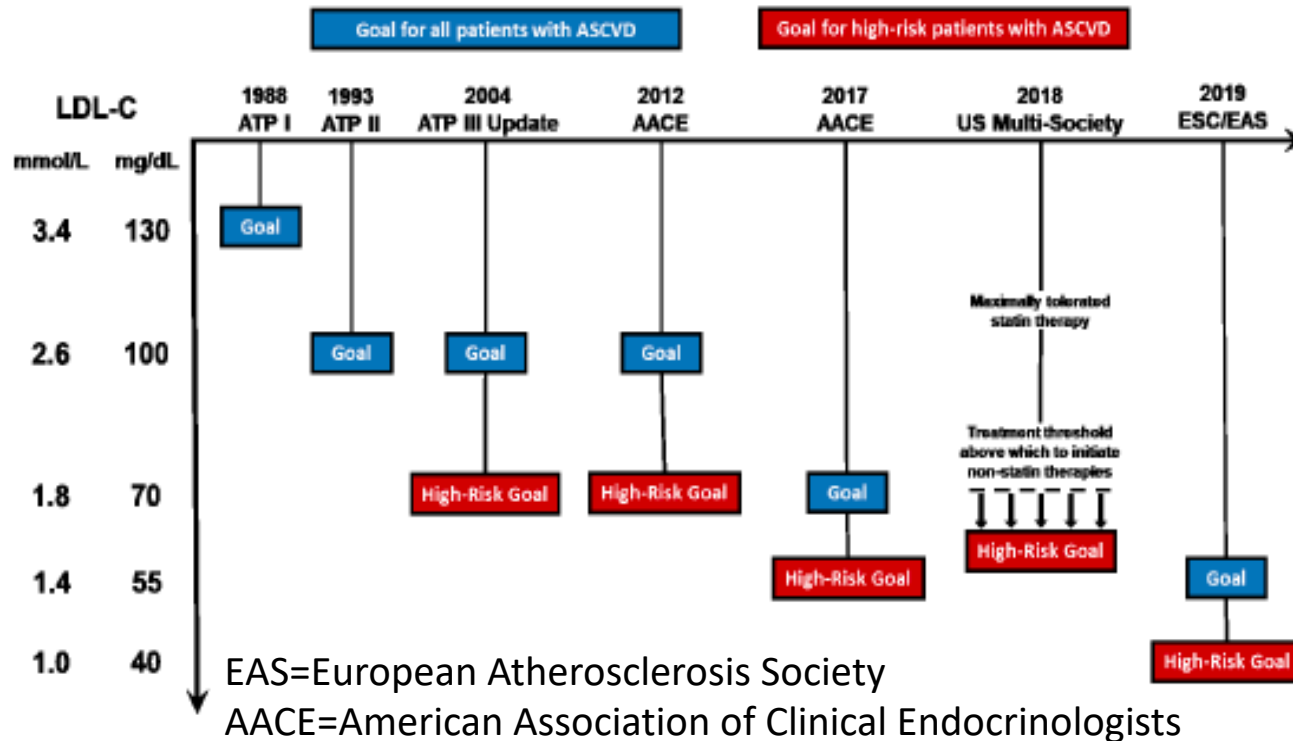 Goal for all patients with ASCVD
Goal for high-risk patients with ASCVD
LDL-C
mmol/L mg/dL
1988
ATP I
1993
ATP II
2004
ATP III Update
2012
AACE
2017
AACE
2018
US Multi-Society
2019
ESC/EAS
3.4 130
Goal
Maximally tolerated
statin therapy
2.6 100
Goal
Goal
Goal
Treatment threshold
above which to initiate
non-statin therapies
1.8 70
High-Risk Goal
High-Risk Goal
Goal
High-Risk Goal
1.4 55
High-Risk Goal
Goal
1.0 40
High-Risk Goal
EAS=European Atherosclerosis Society
AACE=American Association of Clinical Endocrinologists